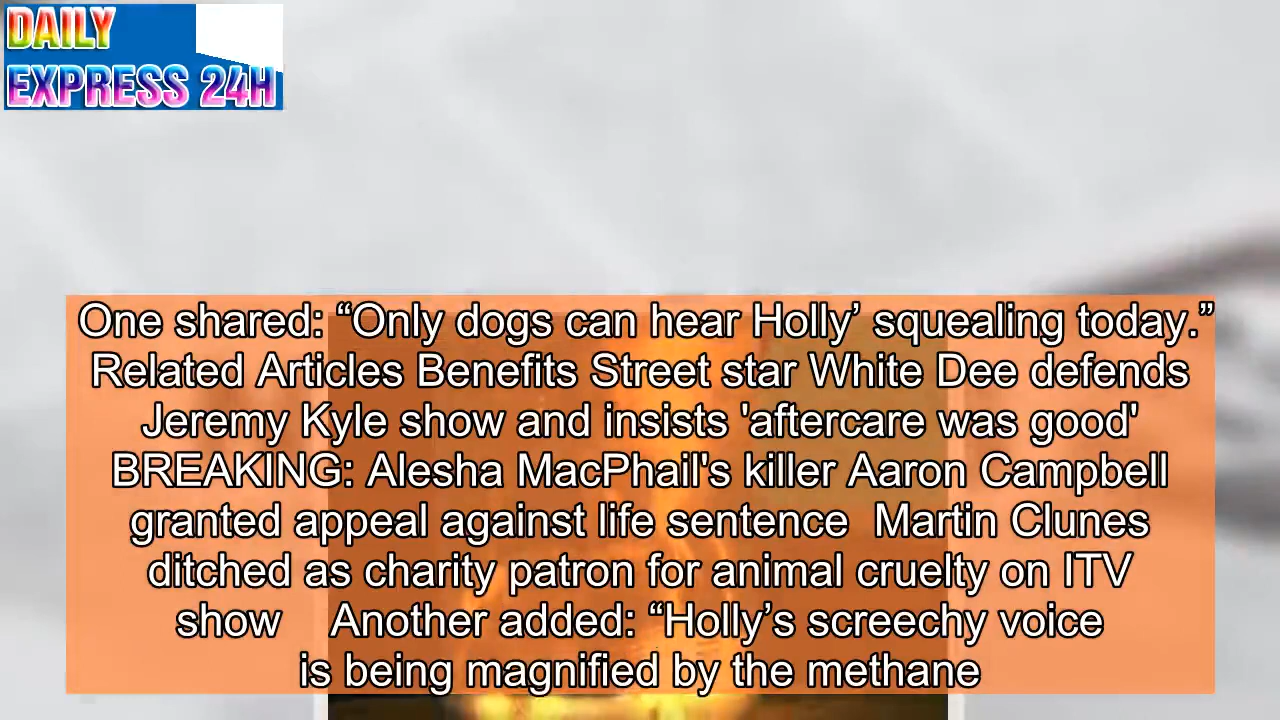 DAILY
EXPRESS 24H
One shared: “Only dogs can hear Holly’ squealing today.”
Related Articles Benefits Street star White Dee defends
Jeremy Kyle show and insists 'aftercare was good'
BREAKING: Alesha MacPhail's killer Aaron Campbell
granted appeal against life sentence  Martin Clunes
ditched as charity patron for animal cruelty on ITV
show    Another added: “Holly’s screechy voice
is being magnified by the methane